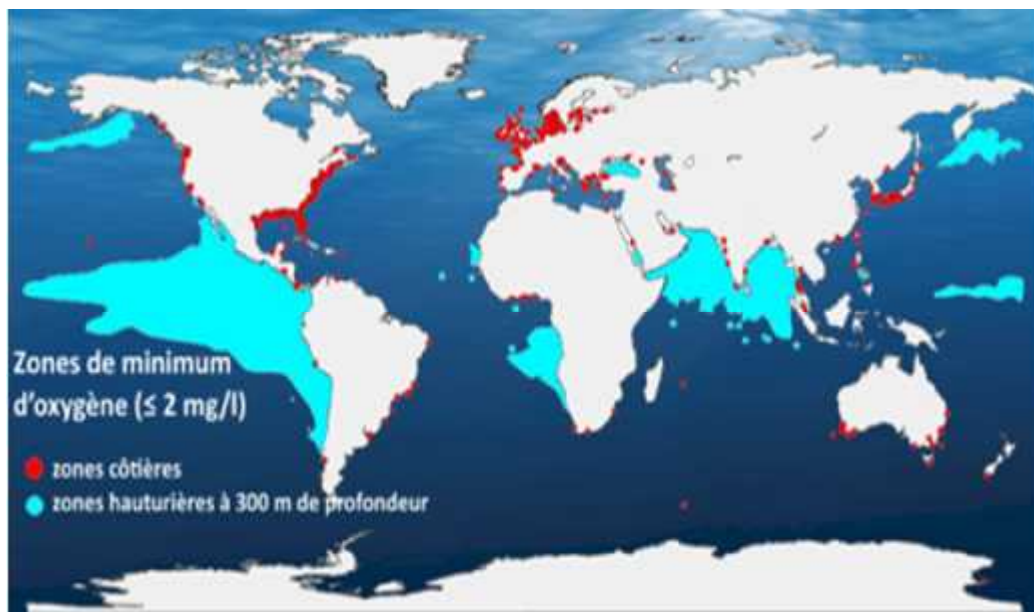 Zones de minimum
d'oxygène (≤ 2 mg/l)
zones côtières
zones hauturières à 300 m de profondeur